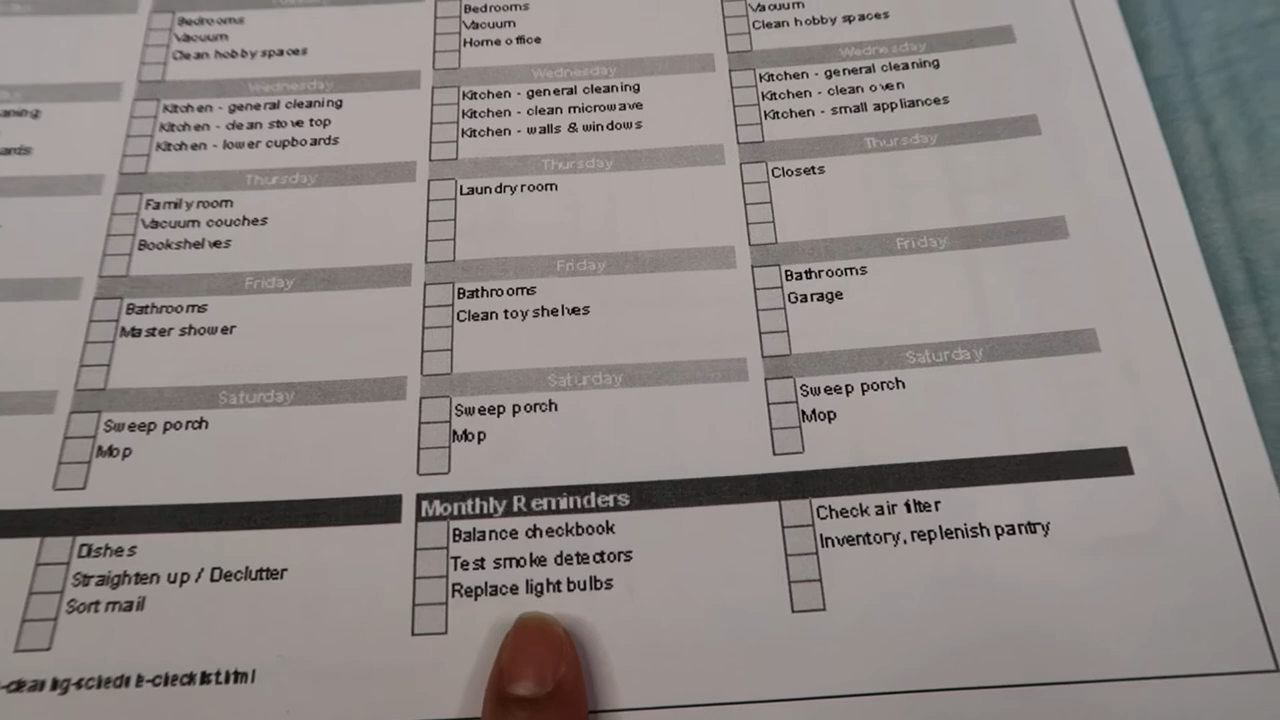 Bedrooms
Vacuum
Clean hobby spaces
Wednesday
Kitchen - general cleaning
Kitchen - clean stove top
Kitchen - lower cupboards
Thursday
Family room
Vacuum couches
Bookshelves
Friday
Bathrooms
Master shower
Saturday
Sweep porch
Mop
Bedrooms
Vacuum
Home office
Wednesday
Kitchen - general cleaning
Kitchen - clean microwave
Kitchen - walls & windows
Thursday
Laundry room
Friday
Bathrooms
Clean toy shelves
Saturday
Sweep porch
Mop
Vacuum
Clean hobby spaces
Wednesday
Kitchen - general cleaning
Kitchen - clean oven
Kitchen - small appliances
Thursday
Closets
Friday
Bathrooms
Garage
Saturday
Sweep porch
Mop
Dishes
Straighten up / Declutter
Sort mail
Monthly Reminders
Balance checkbook
Test smoke detectors
Replace light bulbs
Check air filter
Inventory, replenish pantry
-cleaning-schedule-checklist.html